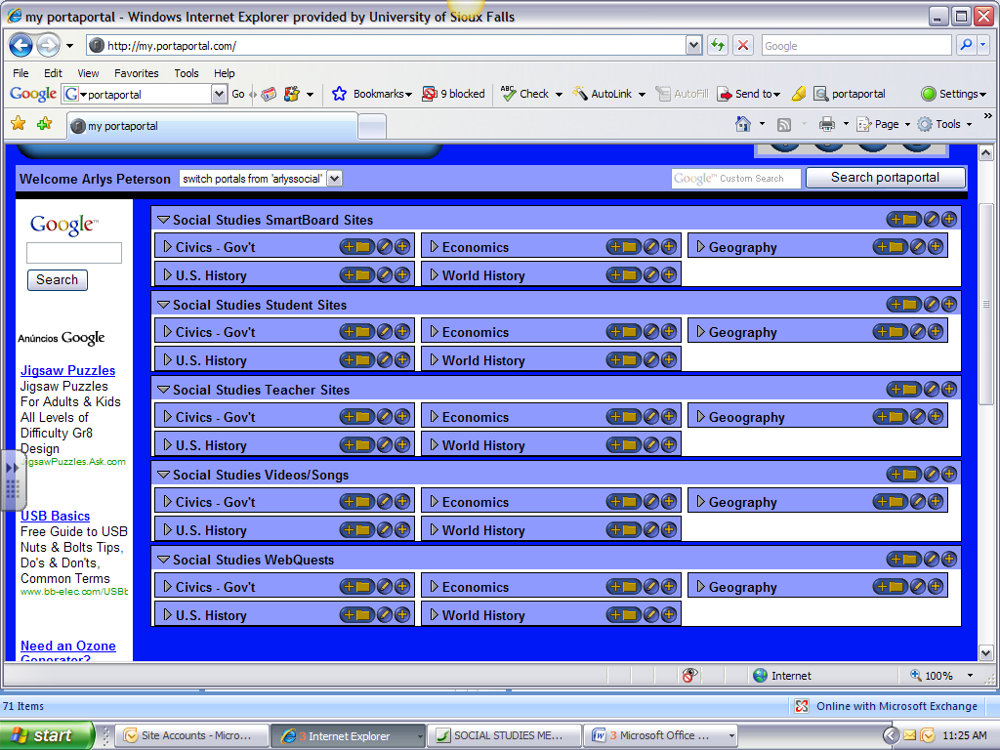 my portaportal - Windows Internet Explorer provided by University of Sioux Falls
http://my.portaportal.com/
Google
File Edit View Favorites Tools Help
Google G portaportal Go Bookmarks 9 blocked ABC Check AutoLink AutoFill Send to portaportal Settings
my portaportal
Page Tools »
Welcome Arlys Peterson switch portals from 'arlyssocial' Google™ Custom Search Search portaportal
Google™
Search
Anúncios Google
Jigsaw Puzzles
Jigsaw Puzzles
For Adults & Kids
All Levels of
Difficulty Gr8
Design
JigsawPuzzles.Ask.com
USB Basics
Free Guide to USB
Nuts & Bolts Tips,
Do's & Don'ts,
Common Terms
www.bb-elec.com/USBb
Need an Ozone
Generator?
Social Studies SmartBoard Sites
Civics - Gov't Economics Geography
U.S. History World History
Social Studies Student Sites
Civics - Gov't Economics Geography
U.S. History World History
Social Studies Teacher Sites
Civics - Gov't Economics Geoography
U.S. History World History
Social Studies Videos/Songs
Civics - Gov't Economics Geography
U.S. History World History
Social Studies WebQuests
Civics - Gov't Economics Geography
U.S. History World History
Internet 100%
71 Items Online with Microsoft Exchange
start Site Accounts - Micro... 3 Internet Explorer SOCIAL STUDIES ME... 3 Microsoft Office ... 11:25 AM